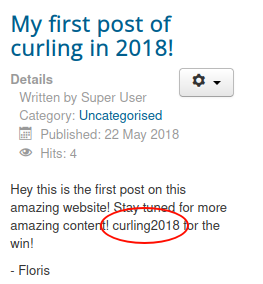 My first post of
curling in 2018!
Details
Written by Super User
Category: Uncategorised
Published: 22 May 2018
Hits: 4
Hey this is the first post on this
amazing website! Stay tuned for more
amazing content! curling2018 for the
win!
- Floris